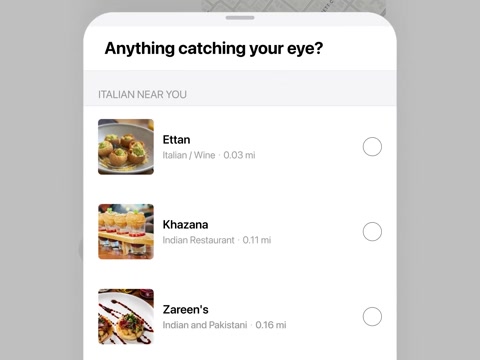 Anything catching your eye?
ITALIAN NEAR YOU
Ettan
Italian / Wine · 0.03 mi
Khazana
Indian Restaurant · 0.11 mi
Zareen's
Indian and Pakistani · 0.16 mi